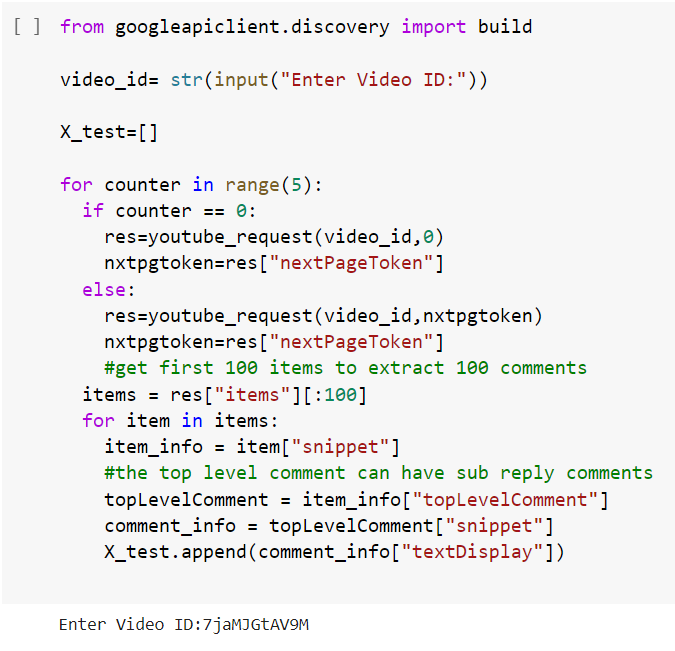 [ ] from googleapiclient.discovery import build
video_id= str(input("Enter Video ID:"))
X_test=[]
for counter in range(5):
if counter == 0:
res=youtube_request(video_id,0)
nxtpgtoken=res["nextPageToken"]
else:
res=youtube_request(video_id,nxtpgtoken)
nxtpgtoken=res["nextPageToken"]
#get first 100 items to extract 100 comments
items = res["items"][:100]
for item in items:
item_info = item["snippet"]
#the top level comment can have sub reply comments
topLevelComment = item_info["topLevelComment"]
comment_info = topLevelComment["snippet"]
X_test.append(comment_info["textDisplay"])
Enter Video ID:7jaMJGtAV9M